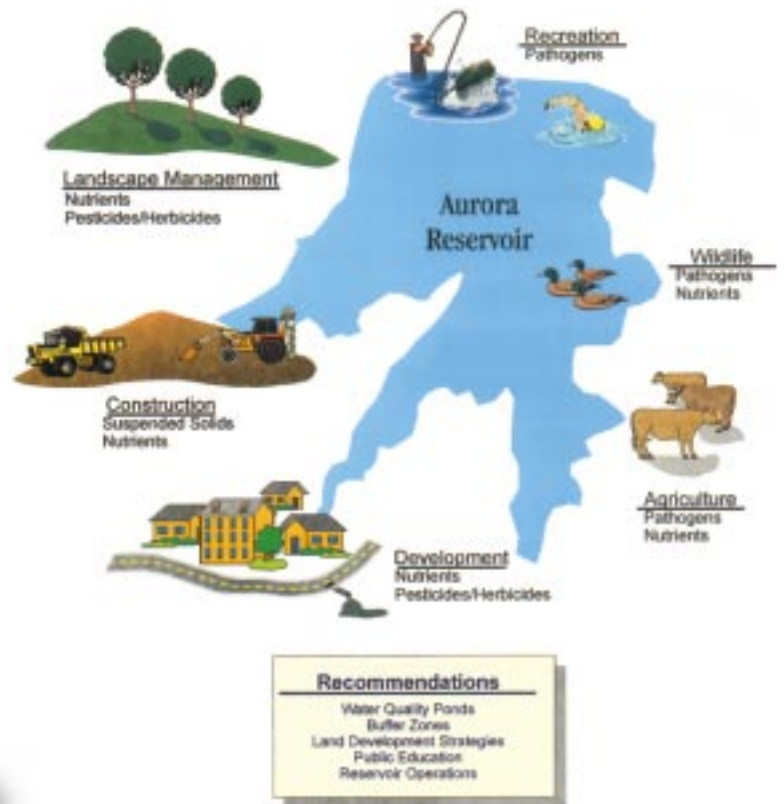 Recreation
Pathogens
Landscape Management
Nutrients
Pesticides/Herbicides
Aurora
Reservoir
Wildlife
Pathogens
Nutrients
Construction
Suspended Solids
Nutrients
Agriculture
Pathogens
Nutrients
Development
Nutrients
Pesticides/Herbicides
Recommendations
Water Quality Ponds
Buffer Zones
Land Development Strategies
Public Education
Reservoir Operations